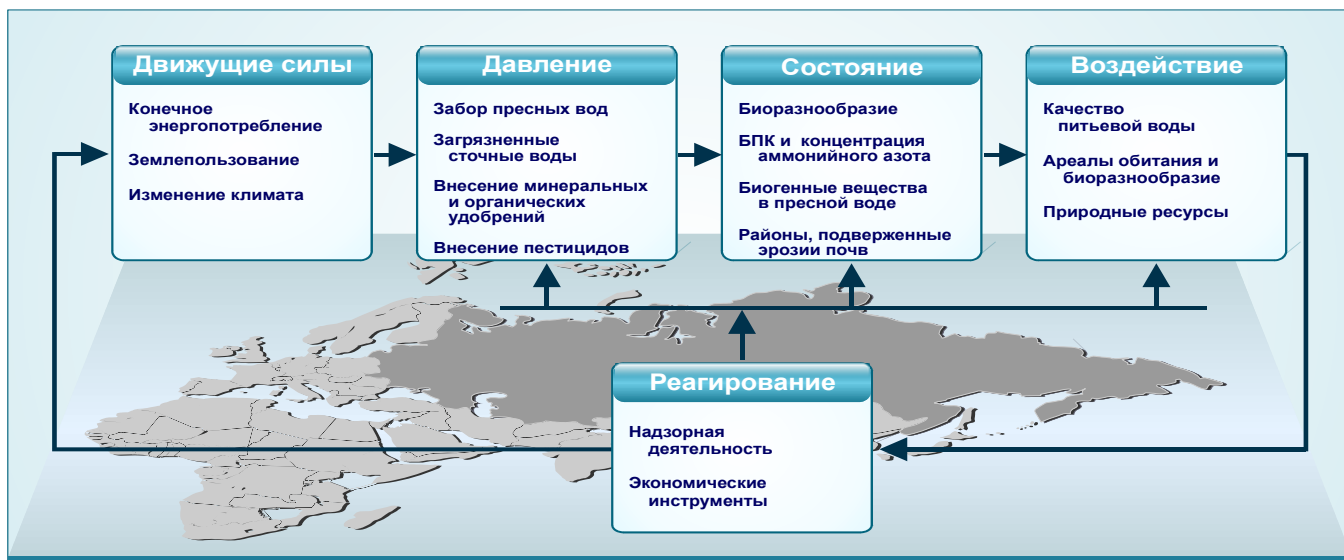 Движущие силы
Конечное
энергопотребление
Землепользование
Изменение климата
Давление
Забор пресных вод
Загрязненные
сточные воды
Внесение минеральных
и органических
удобрений
Внесение пестицидов
Состояние
Биоразнообразие
БПК и концентрация
аммонийного азота
Биогенные вещества
в пресной воде
Районы, подверженные
эрозии почв
Воздействие
Качество
питьевой воды
Ареалы обитания и
биоразнообразие
Природные ресурсы
Реагирование
Надзорная
деятельность
Экономические
инструменты